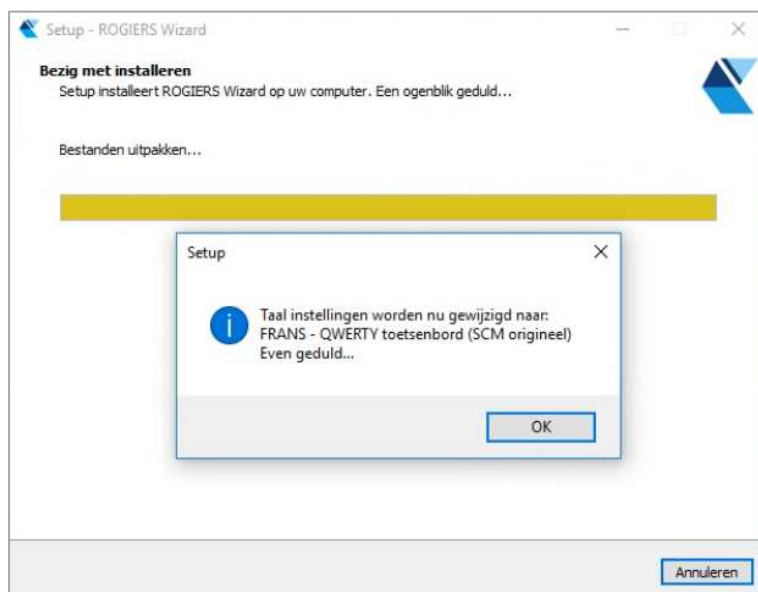 Setup - ROGIERS Wizard
Bezig met installeren
Setup installeert ROGIERS Wizard op uw computer. Een ogenblik geduld...
Bestanden uitpakken...
Setup
Taal instellingen worden nu gewijzigd naar:
FRANS - QWERTY toetsenbord (SCM origineel)
Even geduld...
OK
Annuleren